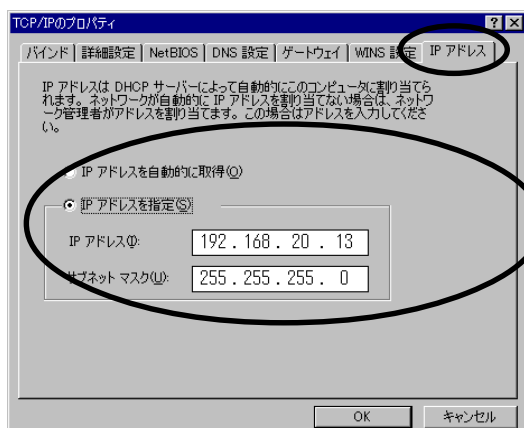 TCP/IPのプロパティ
バインド 詳細設定 NetBIOS DNS 設定 ゲートウェイ WINS 設定 IP アドレス
IP アドレスは DHCP サーバーによって自動的にこのコンピュータに割り当てら
れます。ネットワークが自動的に IP アドレスを割り当てない場合は、ネットワ
ーク管理者がアドレスを割り当てます。この場合はアドレスを入力してくださ
い。
IP アドレスを自動的に取得(O)
IP アドレスを指定(S)
IP アドレス(I): 192 . 168 . 20 . 13
サブネット マスク(U): 255 . 255 . 255 . 0
OK キャンセル